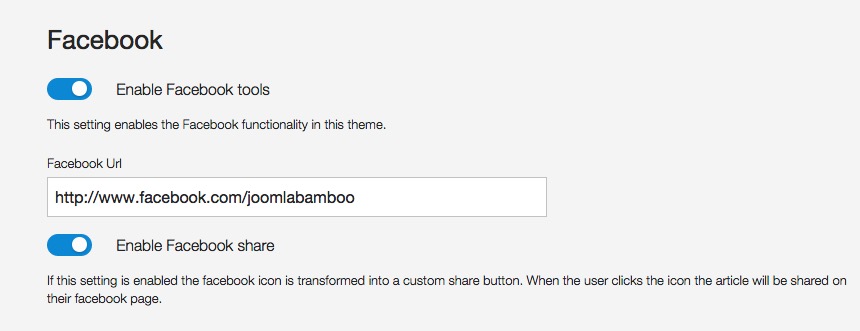 Facebook
Enable Facebook tools
This setting enables the Facebook functionality in this theme.
Facebook Url
http://www.facebook.com/joomlabamboo
Enable Facebook share
If this setting is enabled the facebook icon is transformed into a custom share button. When the user clicks the icon the article will be shared on
their facebook page.